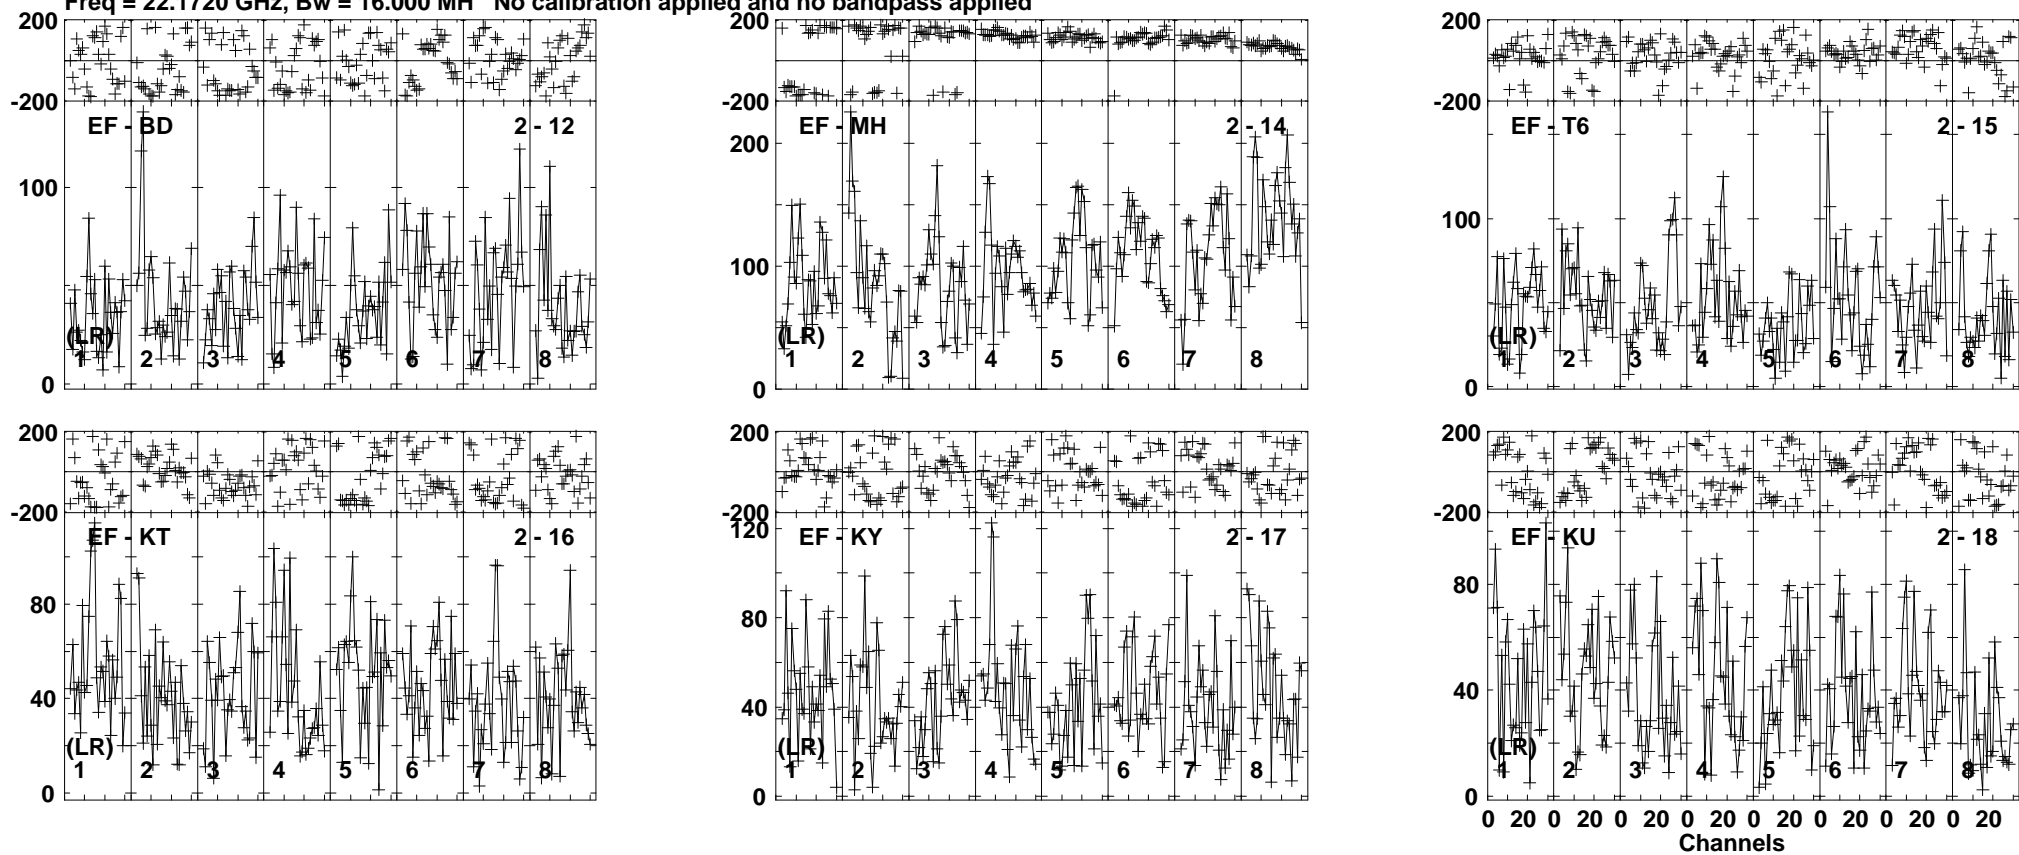 Freq = 22.1720 GHz, Bw = 16.000 MH No calibration applied and no bandpass applied
200 200 200
-200 -200 -200
EF - BD 2 - 12 EF - MH 2 - 14 EF - T6 2 - 15
200
100 100 100
(LR) (LR) (LR)
1 2 3 4 5 6 7 8 1 2 3 4 5 6 7 8 1 2 3 4 5 6 7 8
0 0 0
200 200 200
-200 -200 -200
EF - KT 2 - 16 120 EF - KY 2 - 17 EF - KU 2 - 18
80 80 80
40 40 40
(LR) (LR) (LR)
1 2 3 4 5 6 7 8 1 2 3 4 5 6 7 8 1 2 3 4 5 6 7 8
0 0 0
0 20 0 20 0 20 0 20 0 20 0 20 0 20 0 20
Channels